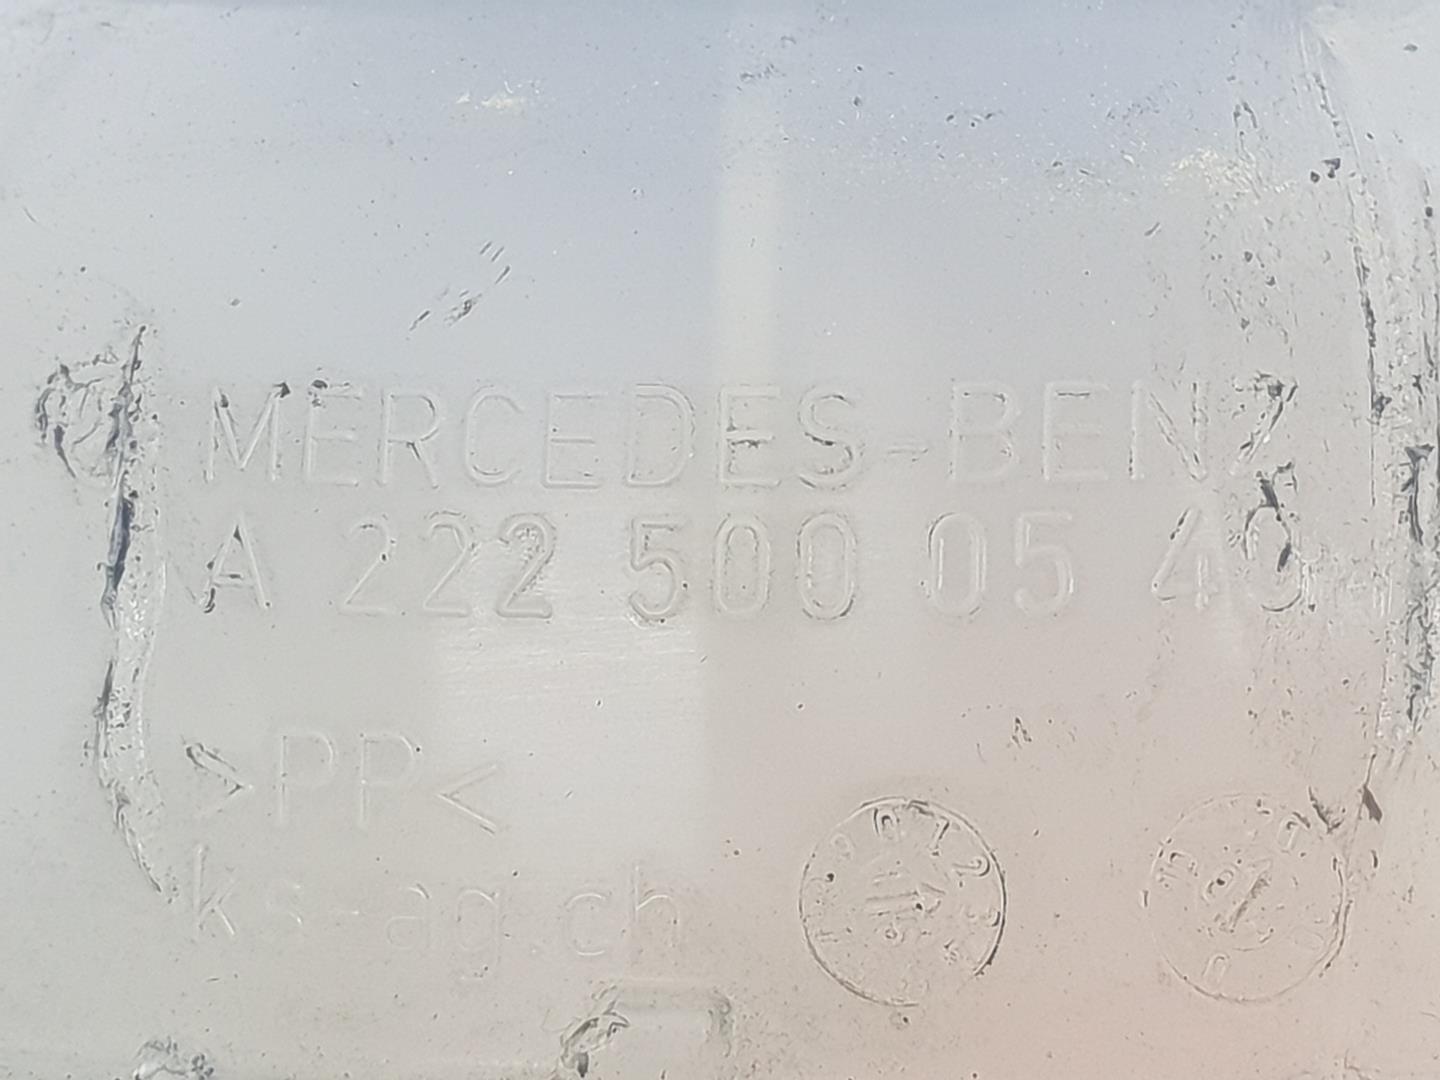 MERCEDES-BENZ
A 222 500 05 49
>PP<
ks-ag.ch